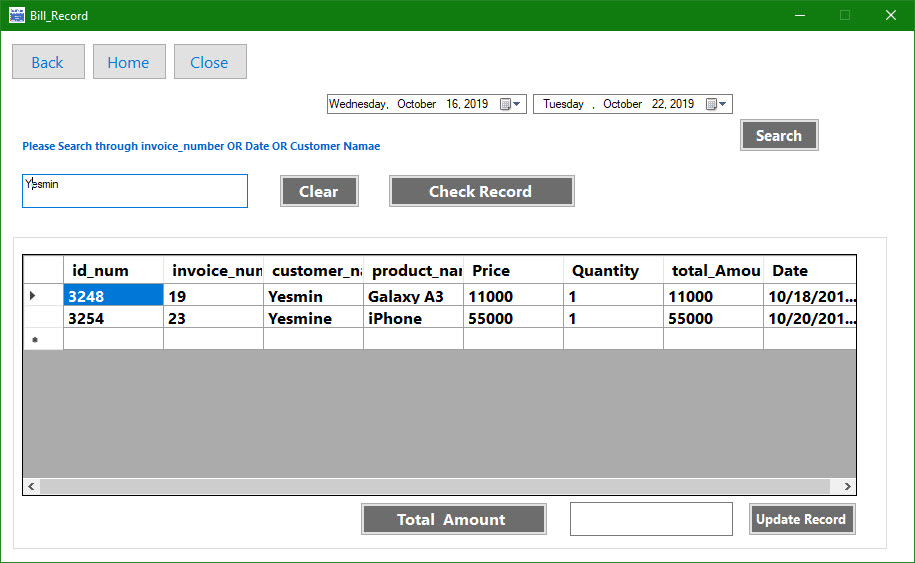 Bill_Record
Back Home Close
Wednesday, October 16, 2019 Tuesday , October 22, 2019
Search
Please Search through invoice_number OR Date OR Customer Namae
Yesmin Clear Check Record
id_num invoice_num customer_na product_nam Price Quantity total_Amou Date
3248 19 Yesmin Galaxy A3 11000 1 11000 10/18/201...
3254 23 Yesmine iPhone 55000 1 55000 10/20/201...
Total Amount Update Record